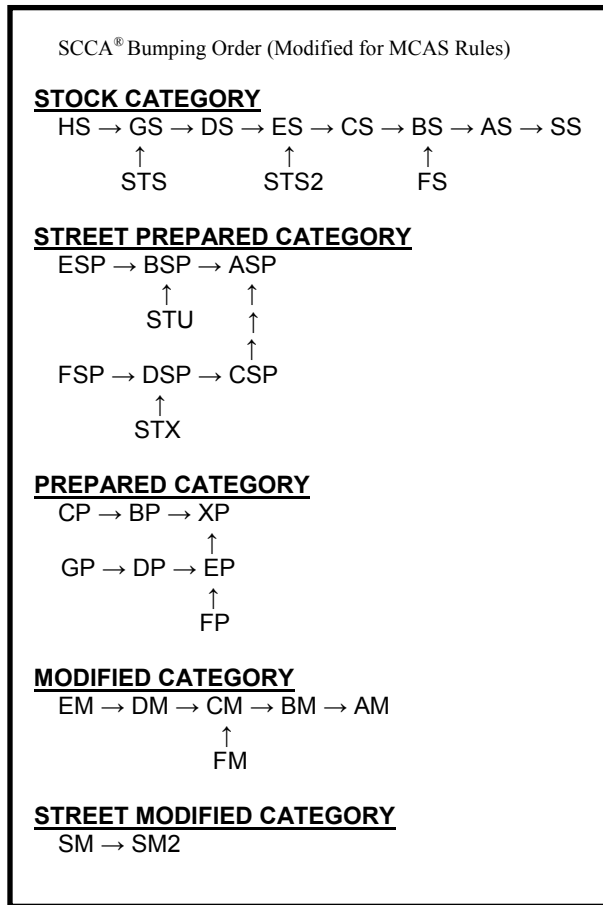 SCCA® Bumping Order (Modified for MCAS Rules)
STOCK CATEGORY
HS → GS → DS → ES → CS → BS → AS → SS
↑ ↑ ↑
STS STS2 FS
STREET PREPARED CATEGORY
ESP → BSP → ASP
↑ ↑
STU ↑
↑
FSP → DSP → CSP
↑
STX
PREPARED CATEGORY
CP → BP → XP
↑
GP → DP → EP
↑
FP
MODIFIED CATEGORY
EM → DM → CM → BM → AM
↑
FM
STREET MODIFIED CATEGORY
SM → SM2